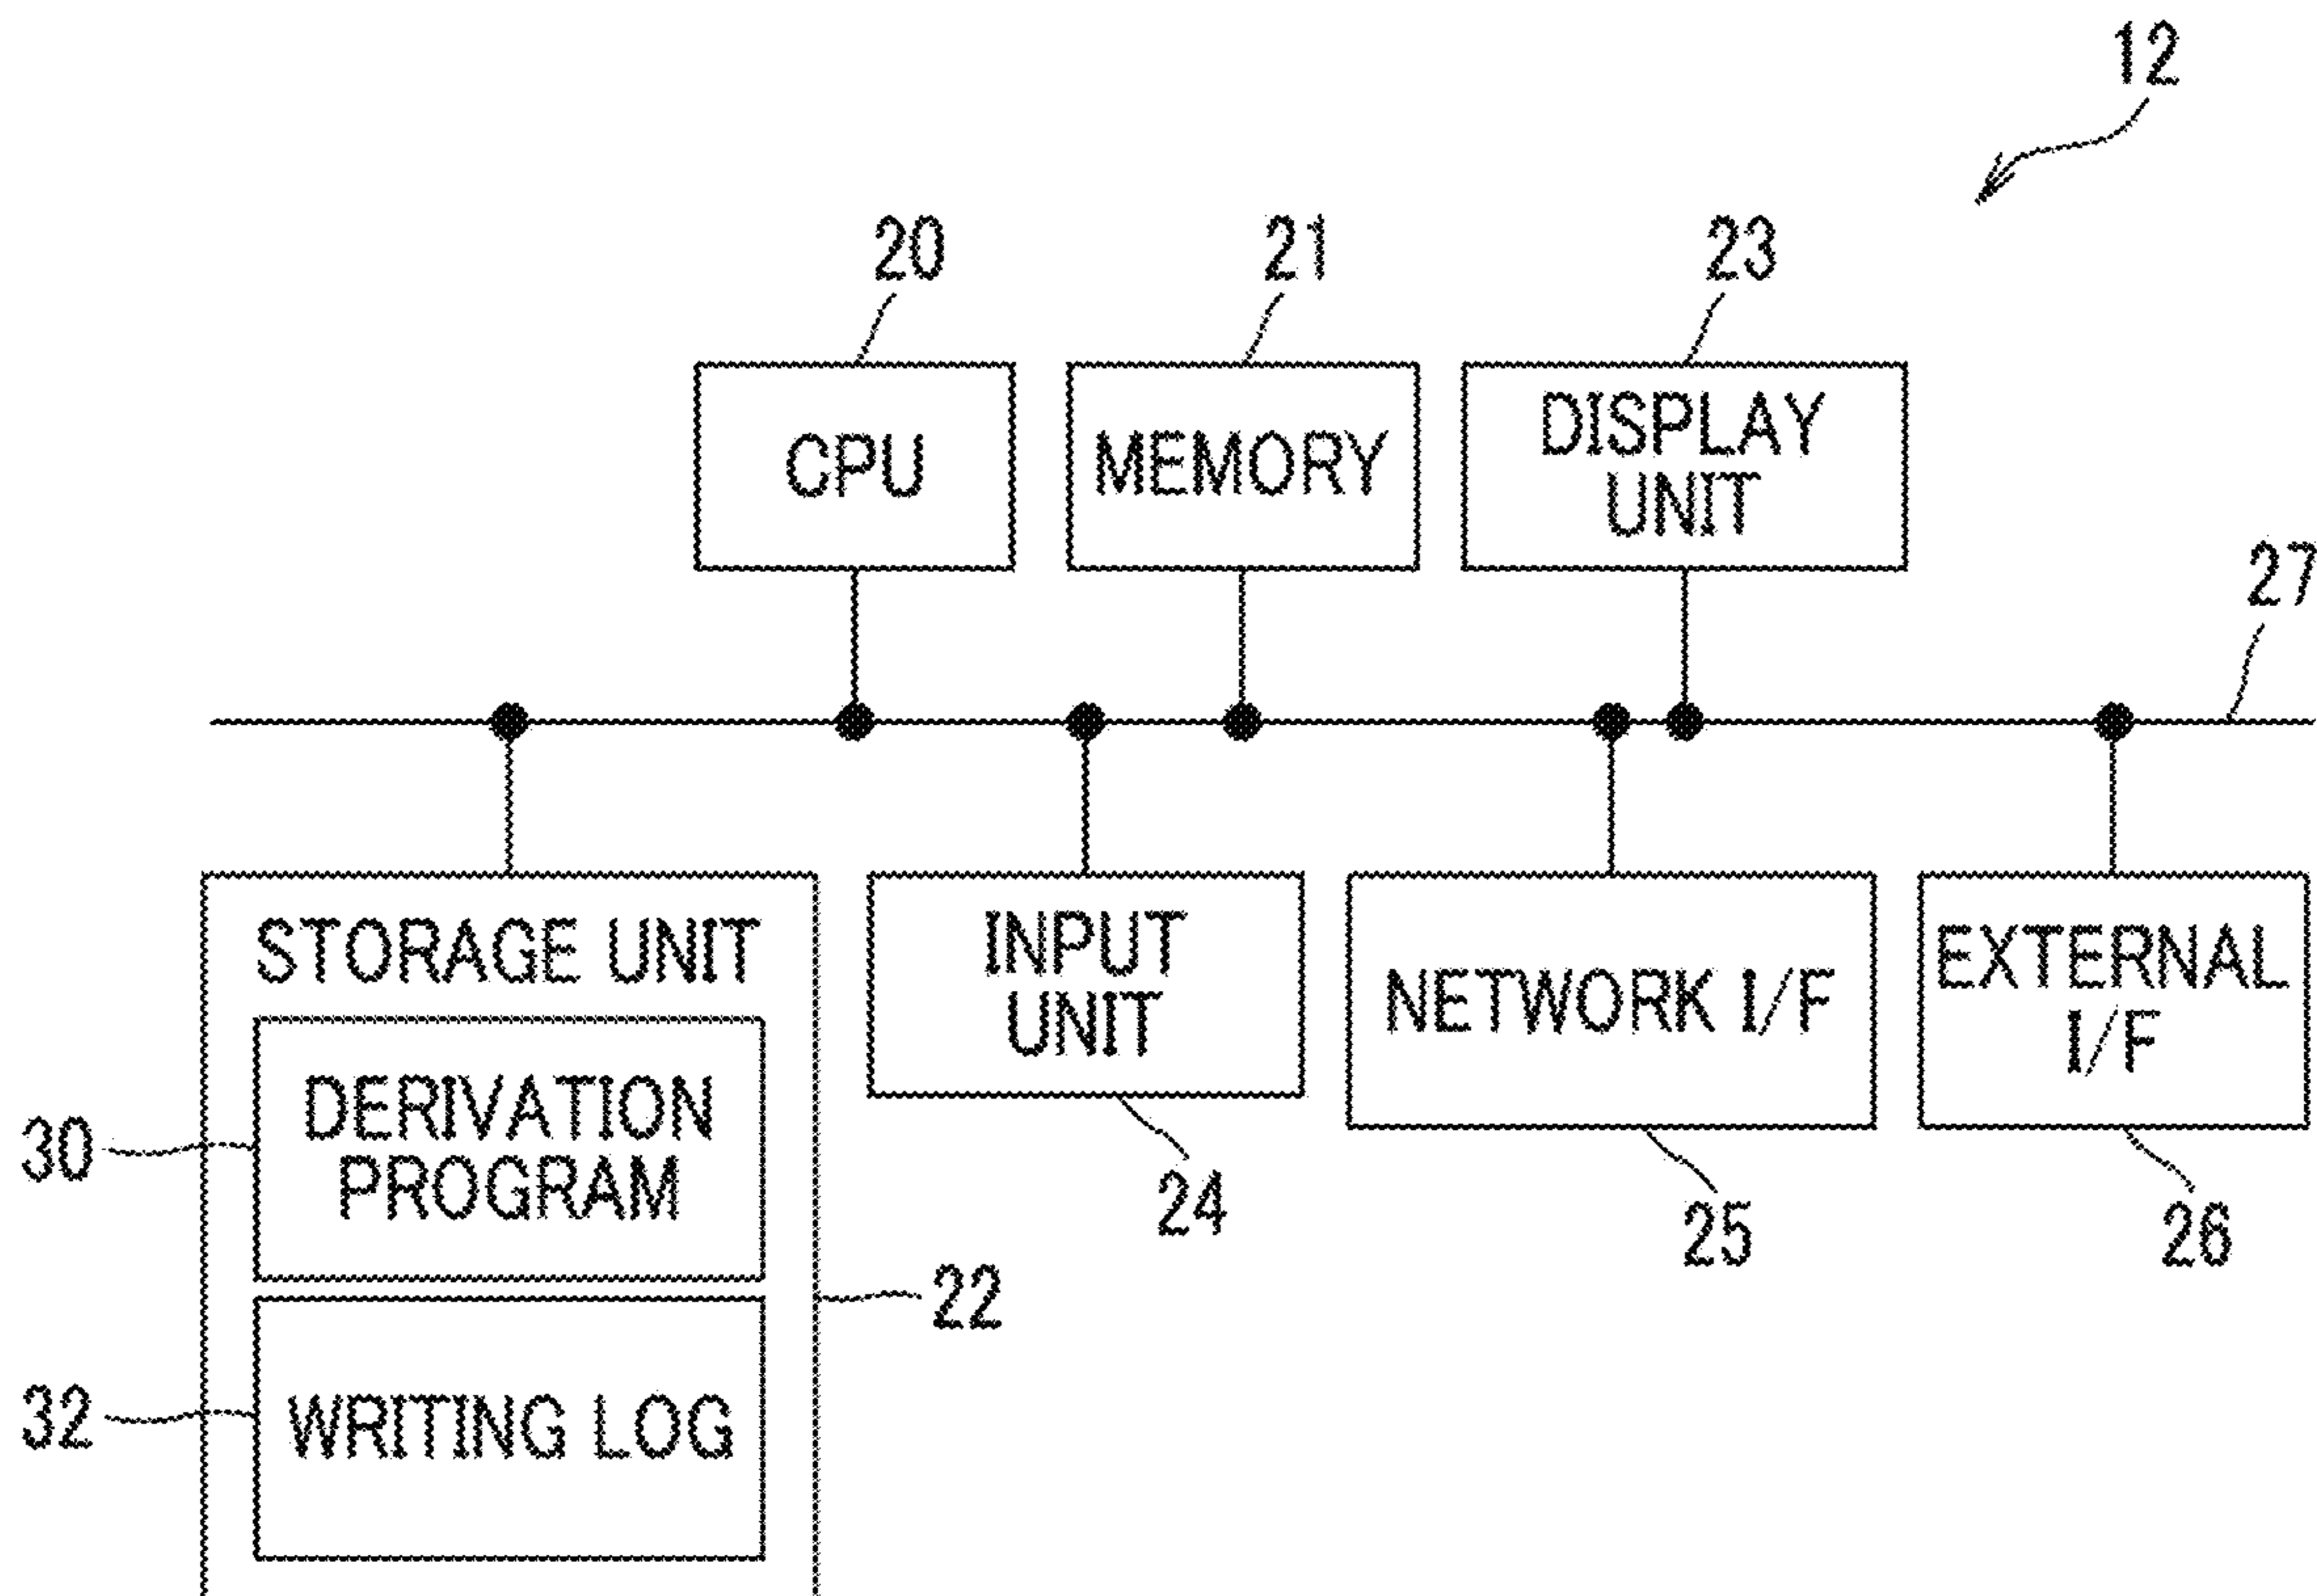 12
20
21
23
CPU
MEMORY
DISPLAY
UNIT
27
STORAGE UNIT
INPUT
UNIT
NETWORK I/F
EXTERNAL
I/F
30
DERIVATION
PROGRAM
24
25
26
22
32
WRITING LOG